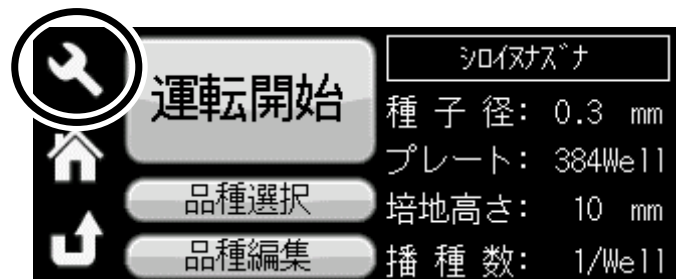 運転開始
品種選択
品種編集
ｼﾛｲﾇﾅｽﾞﾅ
種 子 径: 0.3 mm
プレート: 384Well
培地高さ: 10 mm
播 種 数: 1/Well